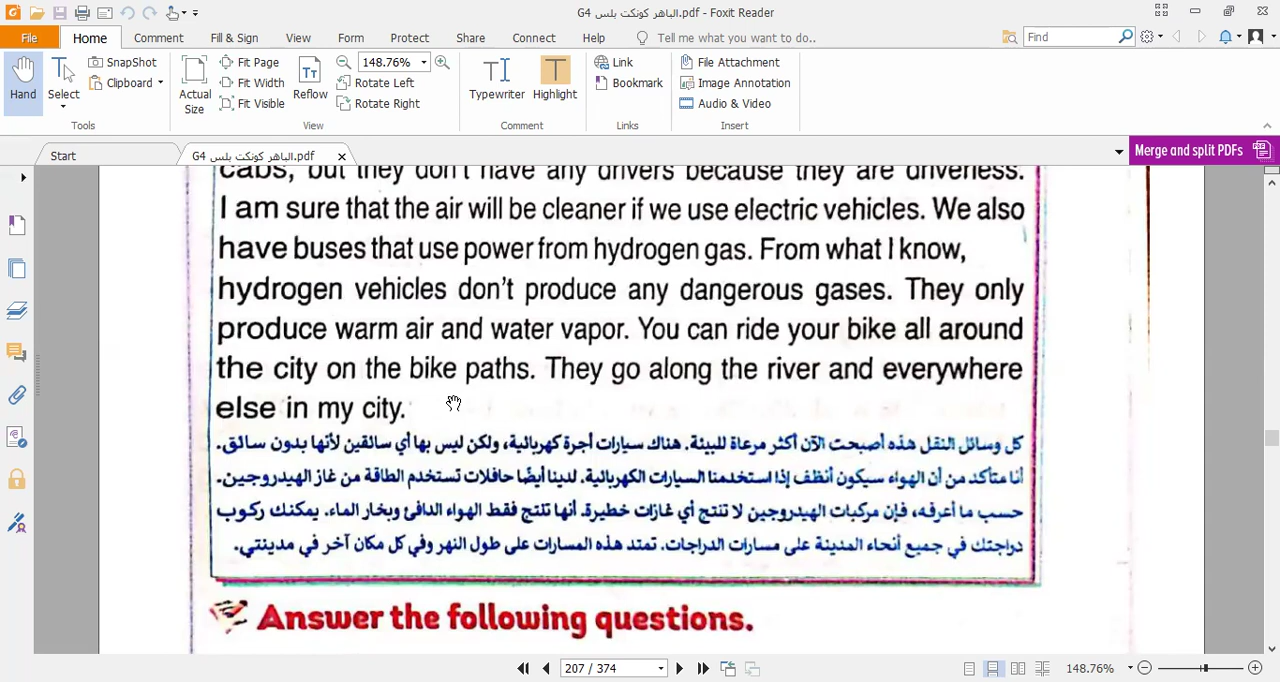 G4 الباهر كونكت بلس.pdf - Foxit Reader
File Home Comment Fill & Sign View Form Protect Share Connect Help Tell me what you want to do.. Find
SnapShot Fit Page 148.76% Link File Attachment
Clipboard Fit Width Rotate Left Bookmark Image Annotation
Hand Select Actual Size Fit Visible Reflow Rotate Right Typewriter Highlight Audio & Video
Tools View Comment Links Insert
Start G4 الباهر كونكت بلس.pdf Merge and split PDFs
cabs, but they don't have any drivers because they are driverless.
I am sure that the air will be cleaner if we use electric vehicles. We also
have buses that use power from hydrogen gas. From what I know,
hydrogen vehicles don't produce any dangerous gases. They only
produce warm air and water vapor. You can ride your bike all around
the city on the bike paths. They go along the river and everywhere
else in my city.
كل وسائل النقل هذه أصبحت الآن أكثر مرعاة للبيئة. هناك سيارات أجرة كهربائية، ولكن ليس بها أي سائقين لأنها بدون سائق.
أنا متأكد من أن الهواء سيكون أنظف إذا استخدمنا السيارات الكهربائية. لدينا أيضًا حافلات تستخدم الطاقة من غاز الهيدروجين.
حسب ما أعرفه، فإن مركبات الهيدروجين لا تنتج أي غازات خطيرة. أنها تلتج فقط الهواء الدافئ وبخار الماء. يمكنك ركوب
دراجتك في جميع أنحاء المدينة على مسارات الدراجات. تمتد هذه المسارات على طول النهر وفي كل مكان آخر في مدينتي.
Answer the following questions.
207 / 374 148.76%